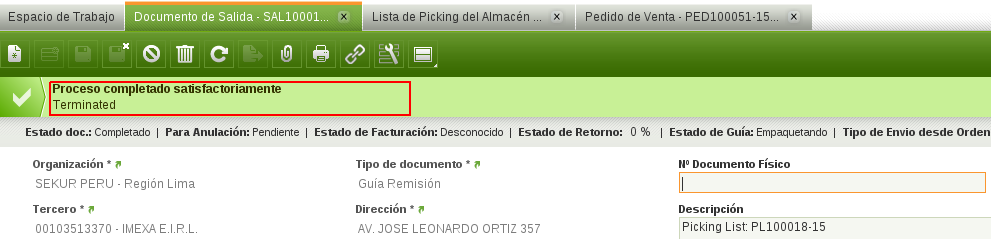 Espacio de Trabajo
Documento de Salida - SAL10001...
Lista de Picking del Almacén ...
Pedido de Venta - PED100051-15...
Proceso completado satisfactoriamente
Terminated
Estado doc.: Completado | Para Anulación: Pendiente | Estado de Facturación: Desconocido | Estado de Retorno: 0 % | Estado de Guía: Empaquetando | Tipo de Envio desde Orden
Organización *
Tipo de documento *
Nº Documento Físico
SEKUR PERU - Región Lima
Guía Remisión
Tercero *
Dirección *
Descripción
00103513370 - IMEXA E.I.R.L.
AV. JOSE LEONARDO ORTIZ 357
Picking List: PL100018-15